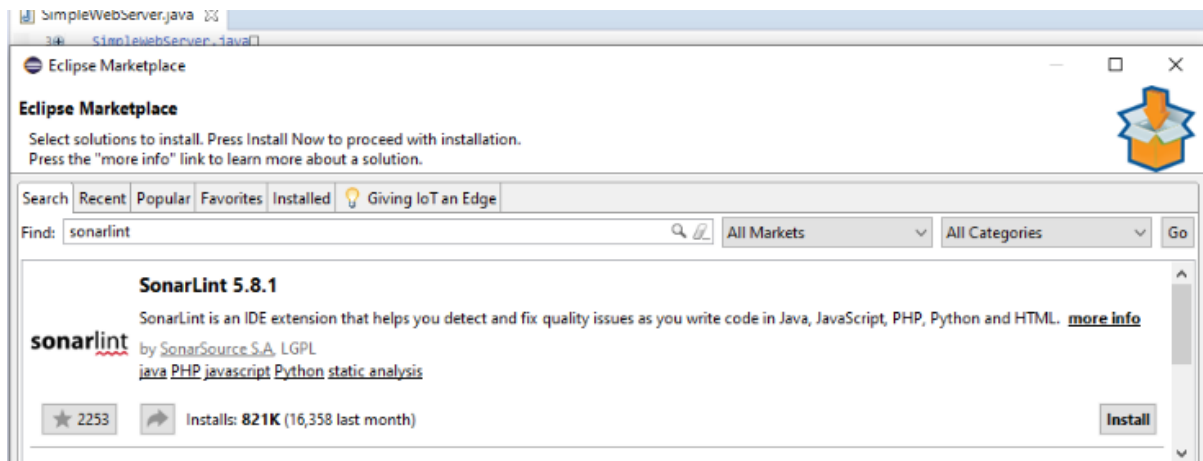 SimpleWebServer.java
3 SimpleWebServer.java
Eclipse Marketplace
Eclipse Marketplace
Select solutions to install. Press Install Now to proceed with installation.
Press the "more info" link to learn more about a solution.
Search Recent Popular Favorites Installed Giving IoT an Edge
Find: sonarlint All Markets All Categories Go
SonarLint 5.8.1
SonarLint is an IDE extension that helps you detect and fix quality issues as you write code in Java, JavaScript, PHP, Python and HTML. more info
sonarlint
by SonarSource S.A, LGPL
java PHP javascript Python static analysis
2253 Installs: 821K (16,358 last month) Install